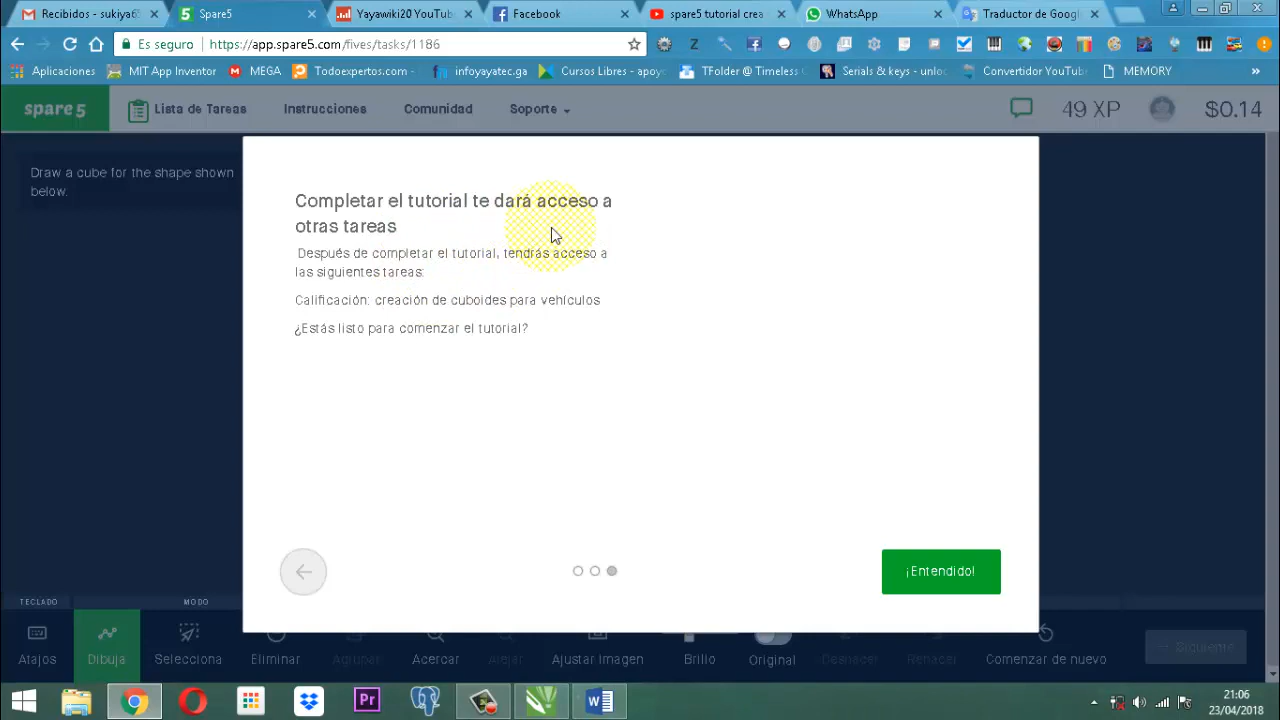 Recibidos - sukiya6
Spare5
Yayawiki20 YouTub
Facebook
spare5 tutorial crea
WhatsApp
Traductor de Googl
Es seguro
https://app.spare5.com/fives/tasks/1186
Aplicaciones
MIT App Inventor
MEGA
Todoexpertos.com -
infoyayatec.ga
Cursos Libres - apoy
TFolder @ Timeless
Serials & keys - unlo
Convertidor YouTub
MEMORY
»
spare5
Lista de Tareas
Instrucciones
Comunidad
Soporte
49 XP
$0.14
Draw a cube for the shape shown
below.
Completar el tutorial te dará acceso a
otras tareas
Después de completar el tutorial, tendrás acceso a
las siguientes tareas:
Calificación: creación de cuboides para vehículos
¿Estás listo para comenzar el tutorial?
¡Entendido!
TECLADO
MODO
Atajos
Dibuja
Selecciona
Eliminar
Agrupar
Acercar
Alejar
Ajustar Imagen
Brillo
Original
Deshacer
Rehacer
Comenzar de nuevo
Siguiente
Pr
21:06
23/04/2018